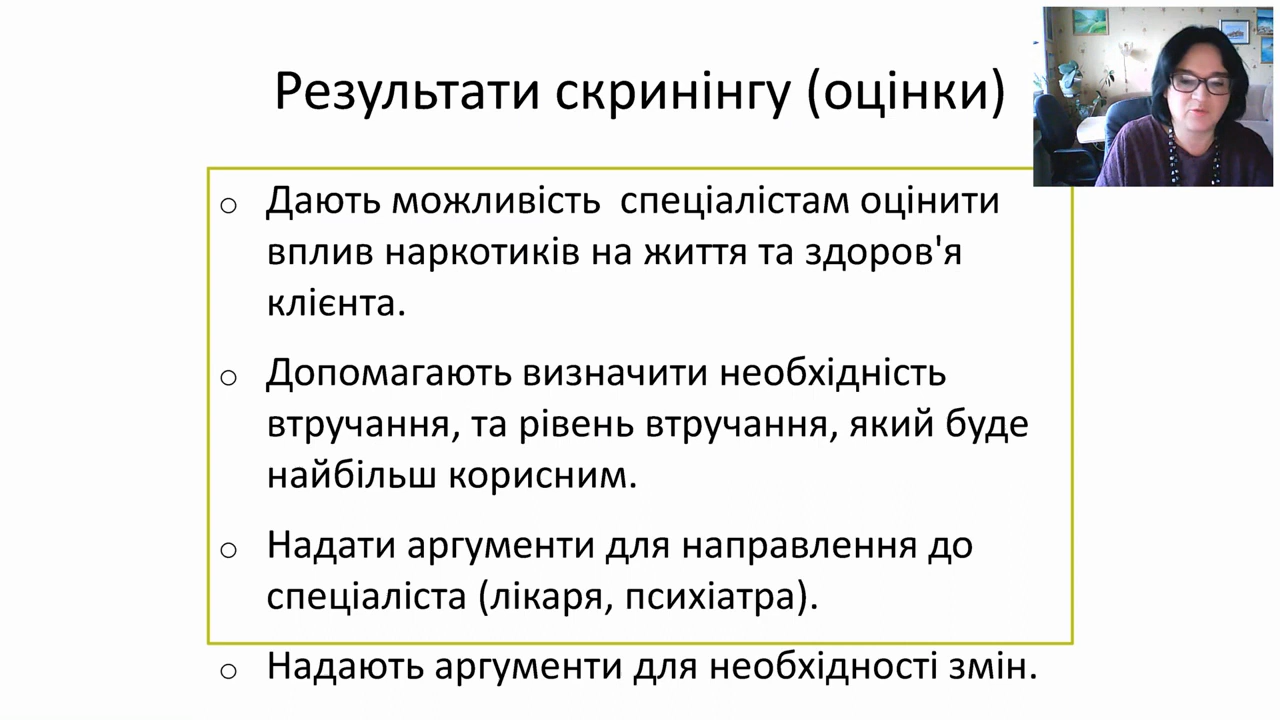 Результати скринінгу (оцінки)
o Дають можливість спеціалістам оцінити
вплив наркотиків на життя та здоров'я
клієнта.
o Допомагають визначити необхідність
втручання, та рівень втручання, який буде
найбільш корисним.
o Надати аргументи для направлення до
спеціаліста (лікаря, психіатра).
o Надають аргументи для необхідності змін.